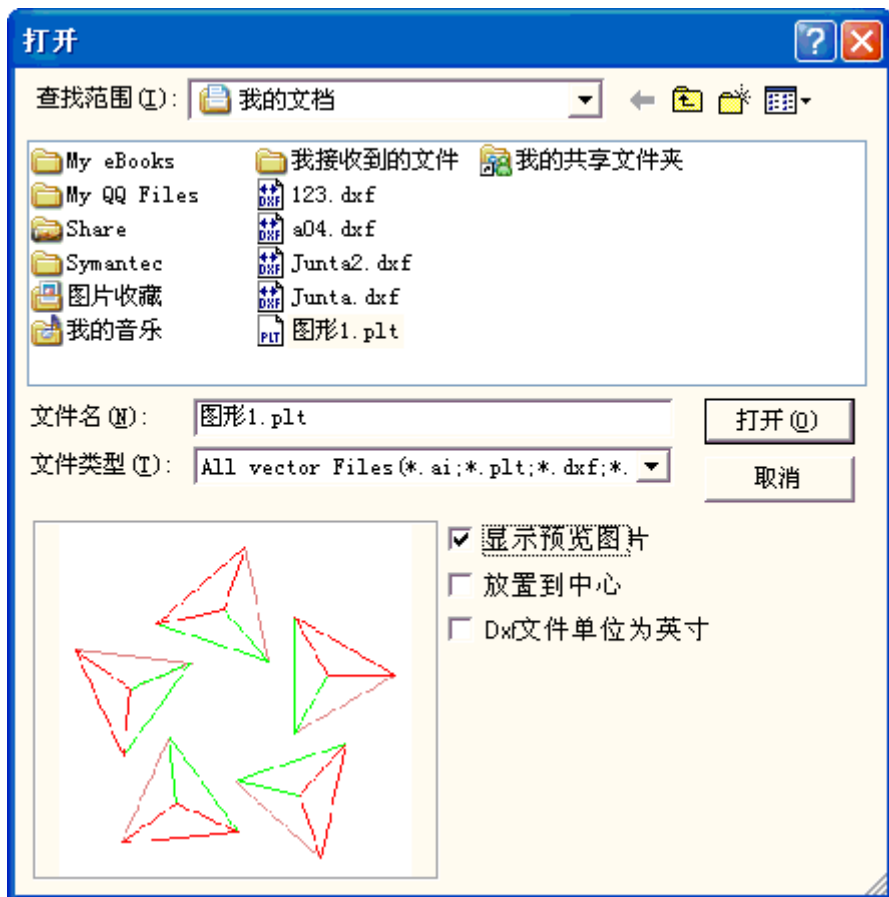 打开
查找范围(I): 我的文档
My eBooks 我接收到的文件 我的共享文件夹
My QQ Files 123.dxf
Share a04.dxf
Symantec Junta2.dxf
图片收藏 Junta.dxf
我的音乐 图形1.plt
文件名(N): 图形1.plt 打开(O)
文件类型(T): All vector Files(*.ai;*.plt;*.dxf;*. 取消
显示预览图片
放置到中心
Dxf文件单位为英寸